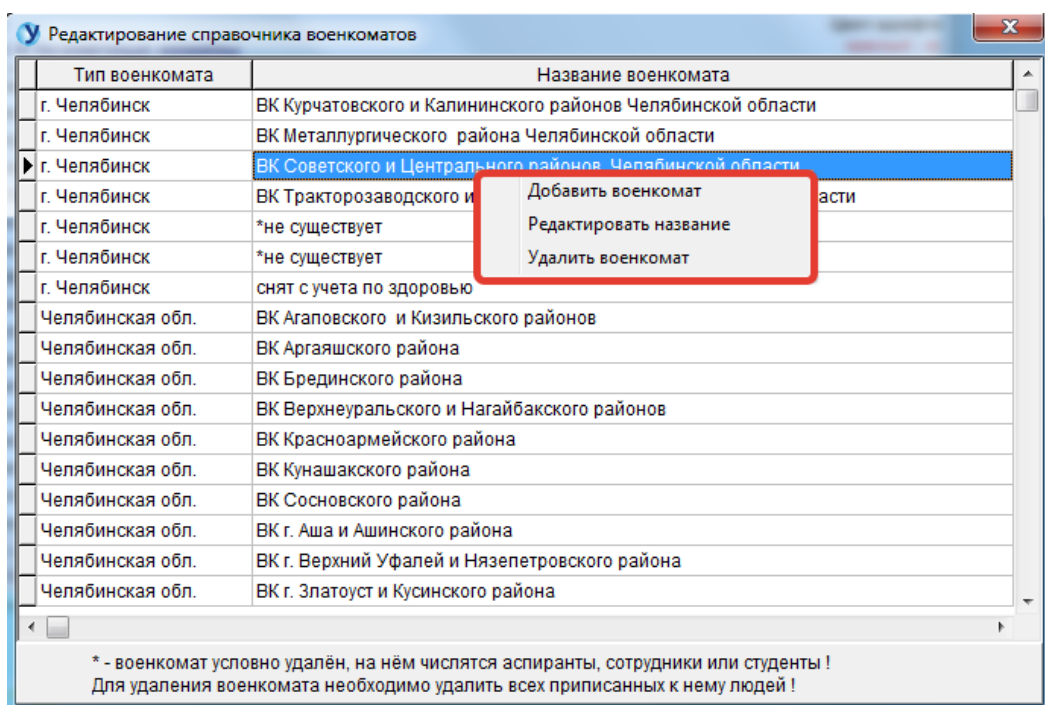 Редактирование справочника военкоматов
Тип военкомата Название военкомата
г. Челябинск ВК Курчатовского и Калининского районов Челябинской области
г. Челябинск ВК Металлургического района Челябинской области
г. Челябинск ВК Советского и Центрального районов Челябинской области
г. Челябинск ВК Тракторозаводского и
Добавить военкомат
Редактировать название
Удалить военкомат
г. Челябинск *не существует
г. Челябинск *не существует
г. Челябинск снят с учета по здоровью
Челябинская обл. ВК Агаповского и Кизильского районов
Челябинская обл. ВК Аргаяшского района
Челябинская обл. ВК Брединского района
Челябинская обл. ВК Верхнеуральского и Нагайбакского районов
Челябинская обл. ВК Красноармейского района
Челябинская обл. ВК Кунашакского района
Челябинская обл. ВК Сосновского района
Челябинская обл. ВК г. Аша и Ашинского района
Челябинская обл. ВК г. Верхний Уфалей и Нязепетровского района
Челябинская обл. ВК г. Златоуст и Кусинского района
* - военкомат условно удалён, на нём числятся аспиранты, сотрудники или студенты !
Для удаления военкомата необходимо удалить всех приписанных к нему людей !